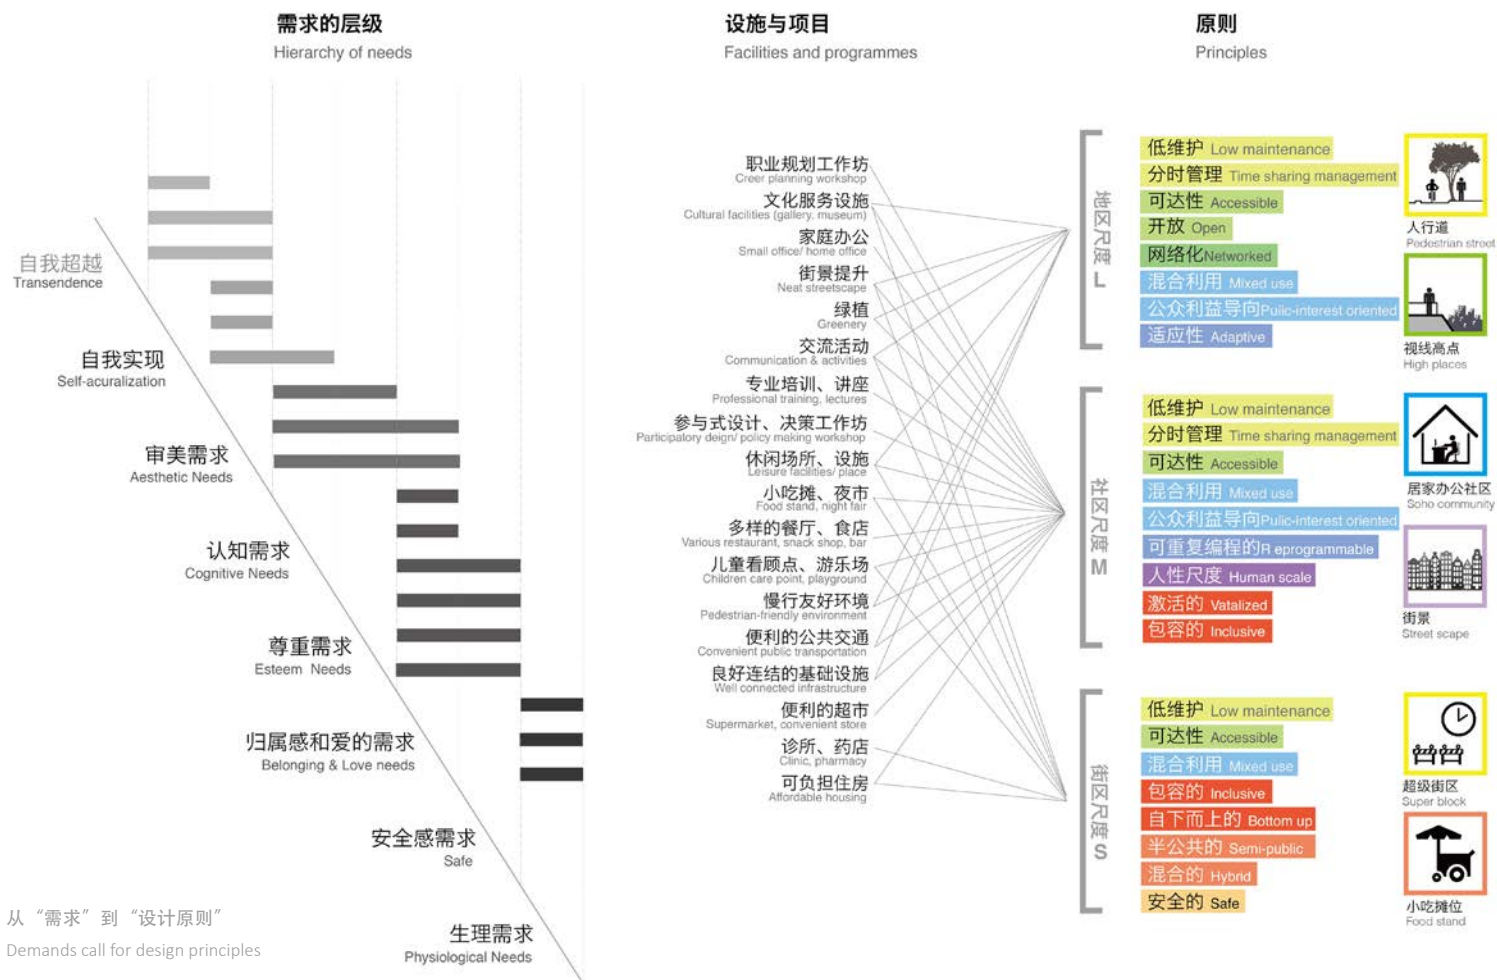 需求的层级
Hierarchy of needs
设施与项目
Facilities and programmes
原则
Principles
自我超越
Transendence
自我实现
Self-acuralization
审美需求
Aesthetic Needs
认知需求
Cognitive Needs
尊重需求
Esteem Needs
归属感和爱的需求
Belonging & Love needs
安全感需求
Safe
生理需求
Physiological Needs
从“需求”到“设计原则”
Demands call for design principles
职业规划工作坊
Creer planning workshop
文化服务设施
Cultural facilities (gallery, museum)
家庭办公
Small office/ home office
街景提升
Neat streetscape
绿植
Greenery
交流活动
Communication & activities
专业培训、讲座
Professional training, lectures
参与式设计、决策工作坊
Participatory deign/ policy making workshop
休闲场所、设施
Leisure facilities/ place
小吃摊、夜市
Food stand, night fair
多样的餐厅、食店
Various restaurant, snack shop, bar
儿童看顾点、游乐场
Children care point, playground
慢行友好环境
Pedestrian-friendly environment
便利的公共交通
Convenient public transportation
良好连结的基础设施
Well connected infrastructure
便利的超市
Supermarket, convenient store
诊所、药店
Clinic, pharmacy
可负担住房
Affordable housing
地区尺度 L
低维护 Low maintenance
分时管理 Time sharing management
可达性 Accessible
开放 Open
网络化Networked
混合利用 Mixed use
公众利益导向Pulic-interest oriented
适应性 Adaptive
人行道
Pedestrian street
视线高点
High places
社区尺度 M
低维护 Low maintenance
分时管理 Time sharing management
可达性 Accessible
混合利用 Mixed use
公众利益导向Pulic-interest oriented
可重复编程的R eprogrammable
人性尺度 Human scale
激活的 Vatalized
包容的 Inclusive
居家办公社区
Soho community
街景
Street scape
街区尺度 S
低维护 Low maintenance
可达性 Accessible
混合利用 Mixed use
包容的 Inclusive
自下而上的 Bottom up
半公共的 Semi-public
混合的 Hybrid
安全的 Safe
超级街区
Super block
小吃摊位
Food stand